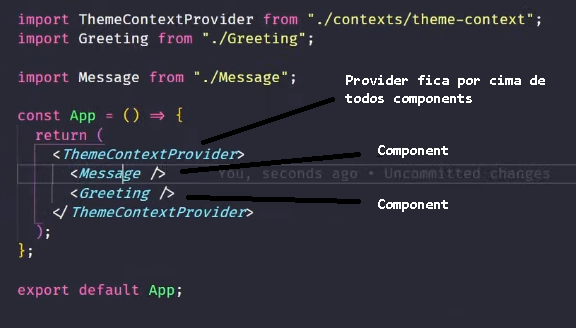 import ThemeContextProvider from "./contexts/theme-context";
import Greeting from "./Greeting";
import Message from "./Message";
Provider fica por cima de
todos components
const App = () => {
return (
<ThemeContextProvider>
Component
<Message />
You, seconds ago • Uncommitted changes
<Greeting />
Component
</ThemeContextProvider>
);
};
export default App;